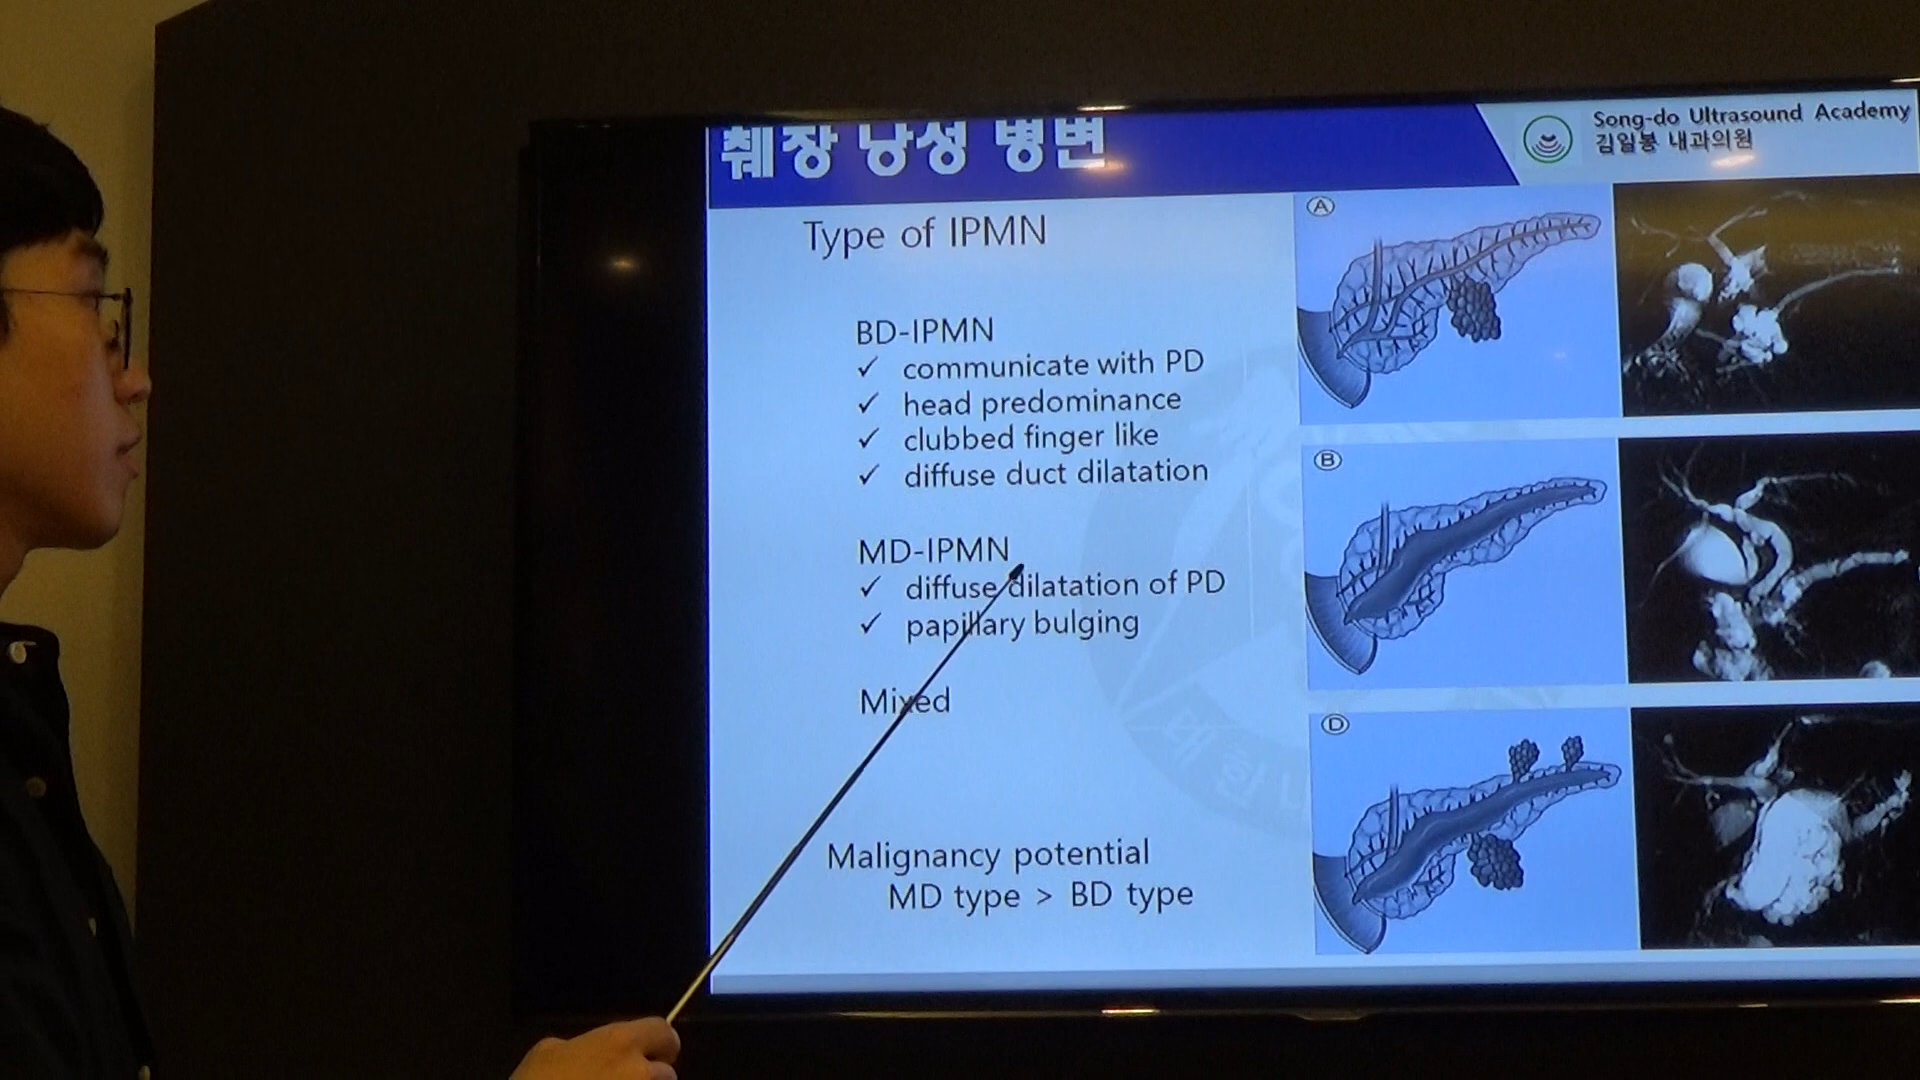 췌장 낭성 병변
Song-do Ultrasound Academy
김일봉 내과의원
Type of IPMN
BD-IPMN
✓ communicate with PD
✓ head predominance
✓ clubbed finger like
✓ diffuse duct dilatation
MD-IPMN
✓ diffuse dilatation of PD
✓ papillary bulging
Mixed
Malignancy potential
MD type > BD type
A
B
D